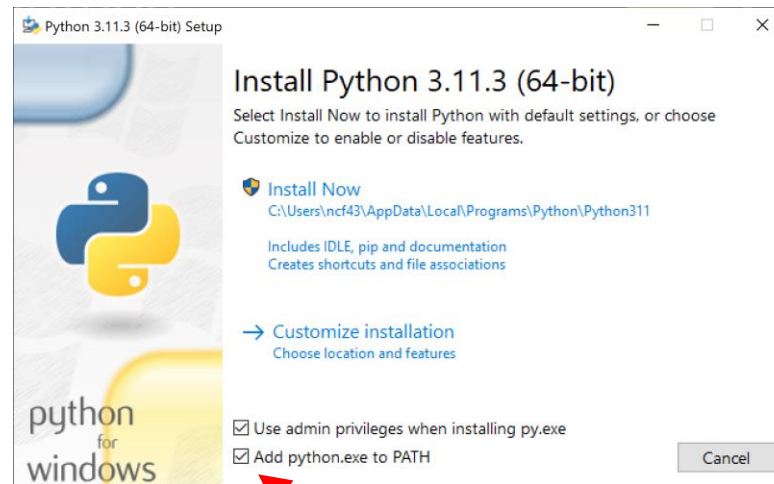 Python 3.11.3 (64-bit) Setup
Install Python 3.11.3 (64-bit)
Select Install Now to install Python with default settings, or choose
Customize to enable or disable features.
Install Now
C:\Users\ncf43\AppData\Local\Programs\Python\Python311
Includes IDLE, pip and documentation
Creates shortcuts and file associations
Customize installation
Choose location and features
python
for
windows
Use admin privileges when installing py.exe
Add python.exe to PATH
Cancel